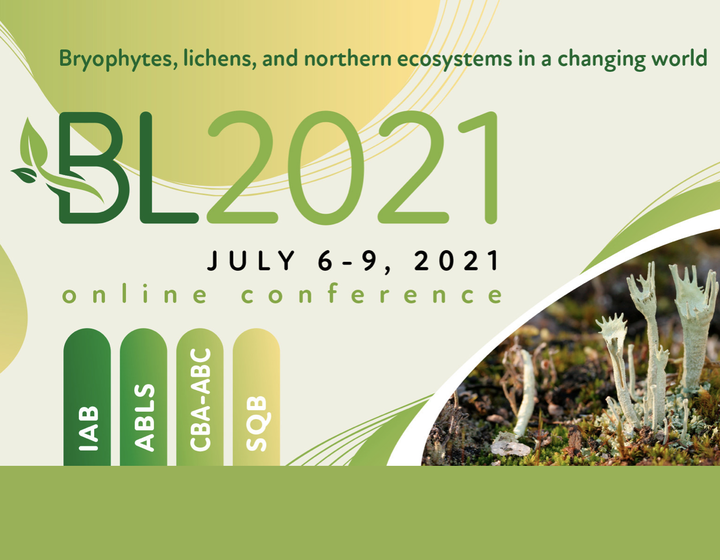 Bryophytes, lichens, and northern ecosystems in a changing world
BL2021
JULY 6-9, 2021
online conference
IAB
ABLS
CBA-ABC
SQB